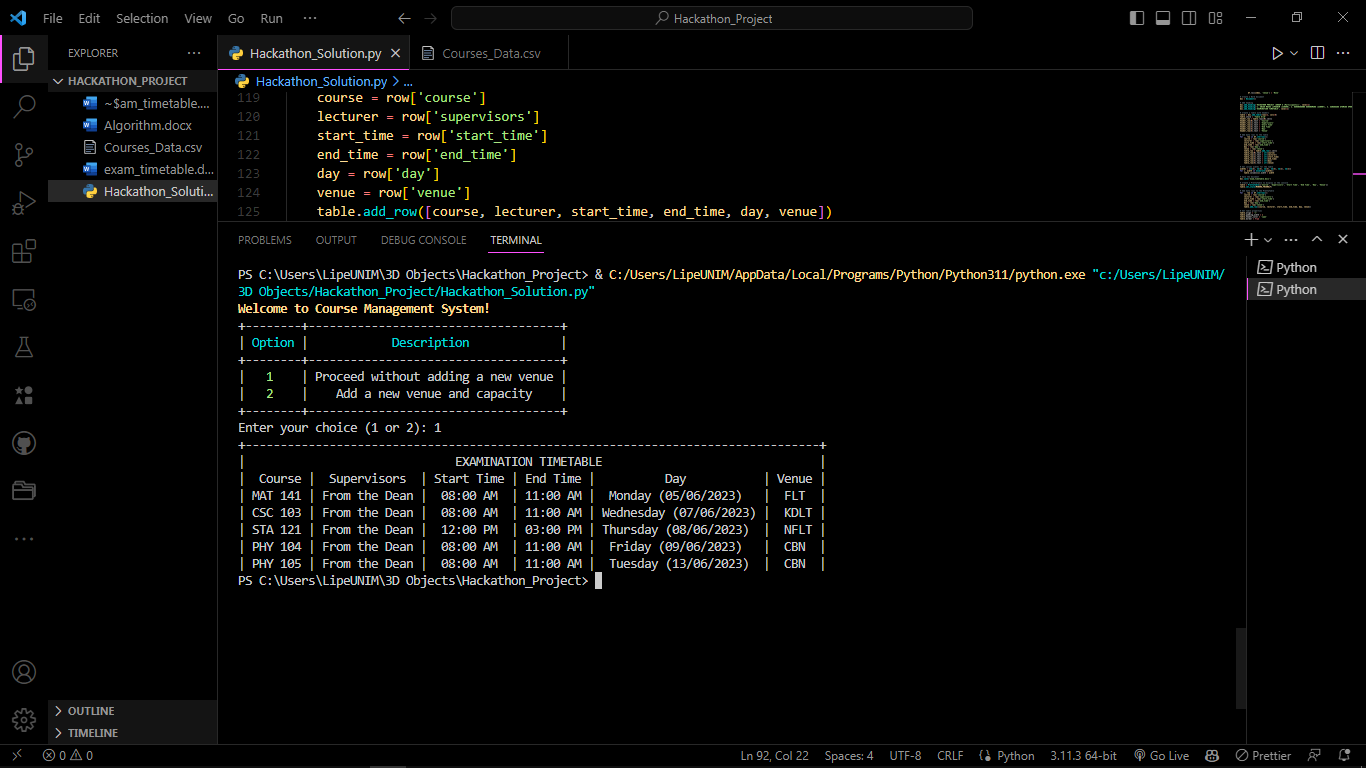 File Edit Selection View Go Run ··· Hackathon_Project
EXPLORER ···
HACKATHON_PROJECT
~$am_timetable....
Algorithm.docx
Courses_Data.csv
exam_timetable.d...
Hackathon_Soluti...
OUTLINE
TIMELINE
Hackathon_Solution.py Courses_Data.csv
Hackathon_Solution.py > ...
119 course = row['course']
120 lecturer = row['supervisors']
121 start_time = row['start_time']
122 end_time = row['end_time']
123 day = row['day']
124 venue = row['venue']
125 table.add_row([course, lecturer, start_time, end_time, day, venue])
PROBLEMS OUTPUT DEBUG CONSOLE TERMINAL
PS C:\Users\LipeUNIM\3D Objects\Hackathon_Project> & C:/Users/LipeUNIM/AppData/Local/Programs/Python/Python311/python.exe "c:/Users/LipeUNIM/
3D Objects/Hackathon_Project/Hackathon_Solution.py"
Welcome to Course Management System!
+--------+-----------------------------------+
| Option | Description |
+--------+-----------------------------------+
| 1 | Proceed without adding a new venue |
| 2 | Add a new venue and capacity |
+--------+-----------------------------------+
Enter your choice (1 or 2): 1
+--------------------------------------------------------------------------------+
| EXAMINATION TIMETABLE |
| Course | Supervisors | Start Time | End Time | Day | Venue |
| MAT 141 | From the Dean | 08:00 AM | 11:00 AM | Monday (05/06/2023) | FLT |
| CSC 103 | From the Dean | 08:00 AM | 11:00 AM | Wednesday (07/06/2023) | KDLT |
| STA 121 | From the Dean | 12:00 PM | 03:00 PM | Thursday (08/06/2023) | NFLT |
| PHY 104 | From the Dean | 08:00 AM | 11:00 AM | Friday (09/06/2023) | CBN |
| PHY 105 | From the Dean | 08:00 AM | 11:00 AM | Tuesday (13/06/2023) | CBN |
PS C:\Users\LipeUNIM\3D Objects\Hackathon_Project>
Python
Python
0 0 Ln 92, Col 22 Spaces: 4 UTF-8 CRLF Python 3.11.3 64-bit Go Live Prettier